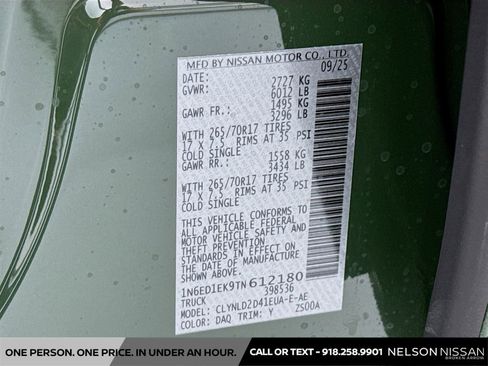 MFD BY NISSAN MOTOR CO., LTD.
DATE: 09/25
GVWR: 2727 KG
6012 LB
GAWR FR.: 1495 KG
3296 LB
WITH 265/70R17 TIRES
17 X 7.5 RIMS AT 35 PSI
COLD SINGLE
GAWR RR.: 1558 KG
3434 LB
WITH 265/70R17 TIRES
17 X 7.5 RIMS AT 35 PSI
COLD SINGLE
THIS VEHICLE CONFORMS TO
ALL APPLICABLE FEDERAL
MOTOR VEHICLE SAFETY AND
THEFT PREVENTION
STANDARDS IN EFFECT ON
THE DATE OF MANUFACTURE
SHOWN ABOVE
1N6ED1EK9TN612180
TRUCK 398536
MODEL: CLYNLD2D41EUA-E-AE
COLOR: DAQ TRIM: Y ZS00A
ONE PERSON. ONE PRICE. IN UNDER AN HOUR.
CALL OR TEXT - 918.258.9901
NELSON NISSAN
BROKEN ARROW